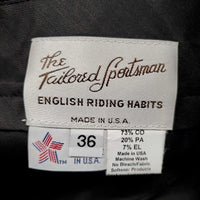 The
Tailored Sportsman
ENGLISH RIDING HABITS
MADE IN U.S.A.
36
TM
IN U.S.A.
73% CO
20% PA
7% EL
Made in USA
Machine Wash
No Bleach/Fabric
Softener Products